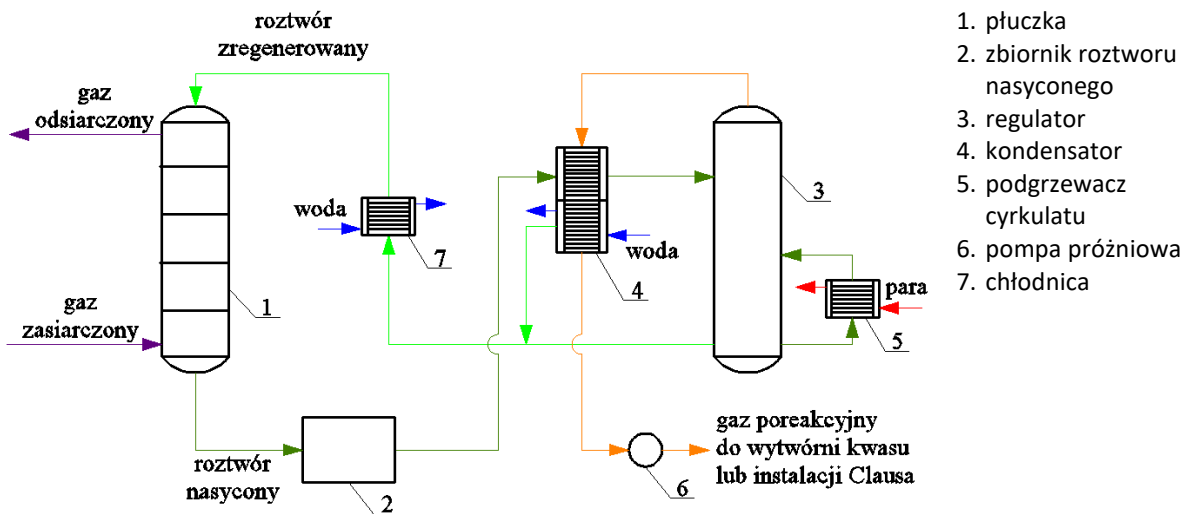 roztwór
zregenerowany
gaz
odsiarczony
woda
7
gaz
zasiarczony
1
roztwór
nasycony
2
woda
4
3
para
5
gaz poreakcyjny
do wytwórni kwasu
lub instalacji Clausa
6
1. płuczka
2. zbiornik roztworu
nasyconego
3. regulator
4. kondensator
5. podgrzewacz
cyrkulatu
6. pompa próżniowa
7. chłodnica